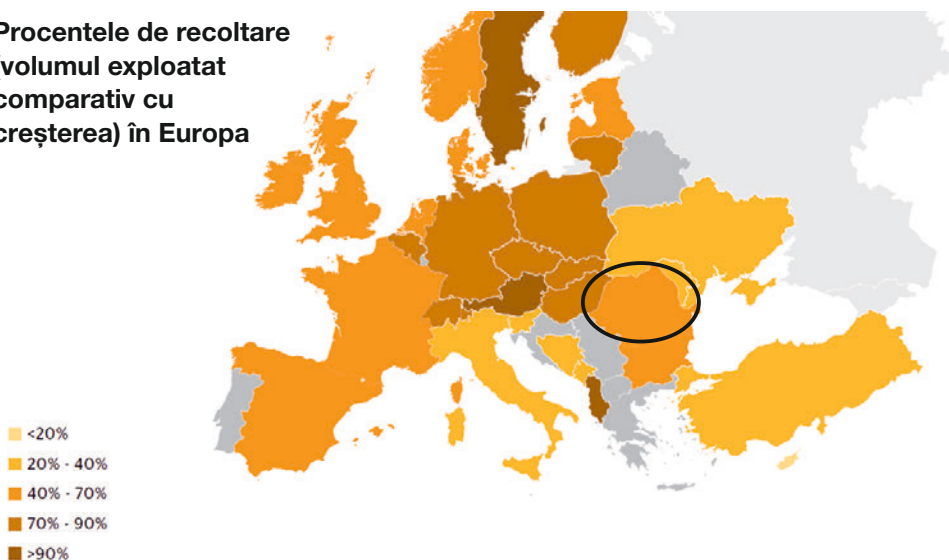 Procentele de recoltare
(volumul exploatat
comparativ cu
creșterea) în Europa
<20%
20% - 40%
40% - 70%
70% - 90%
>90%